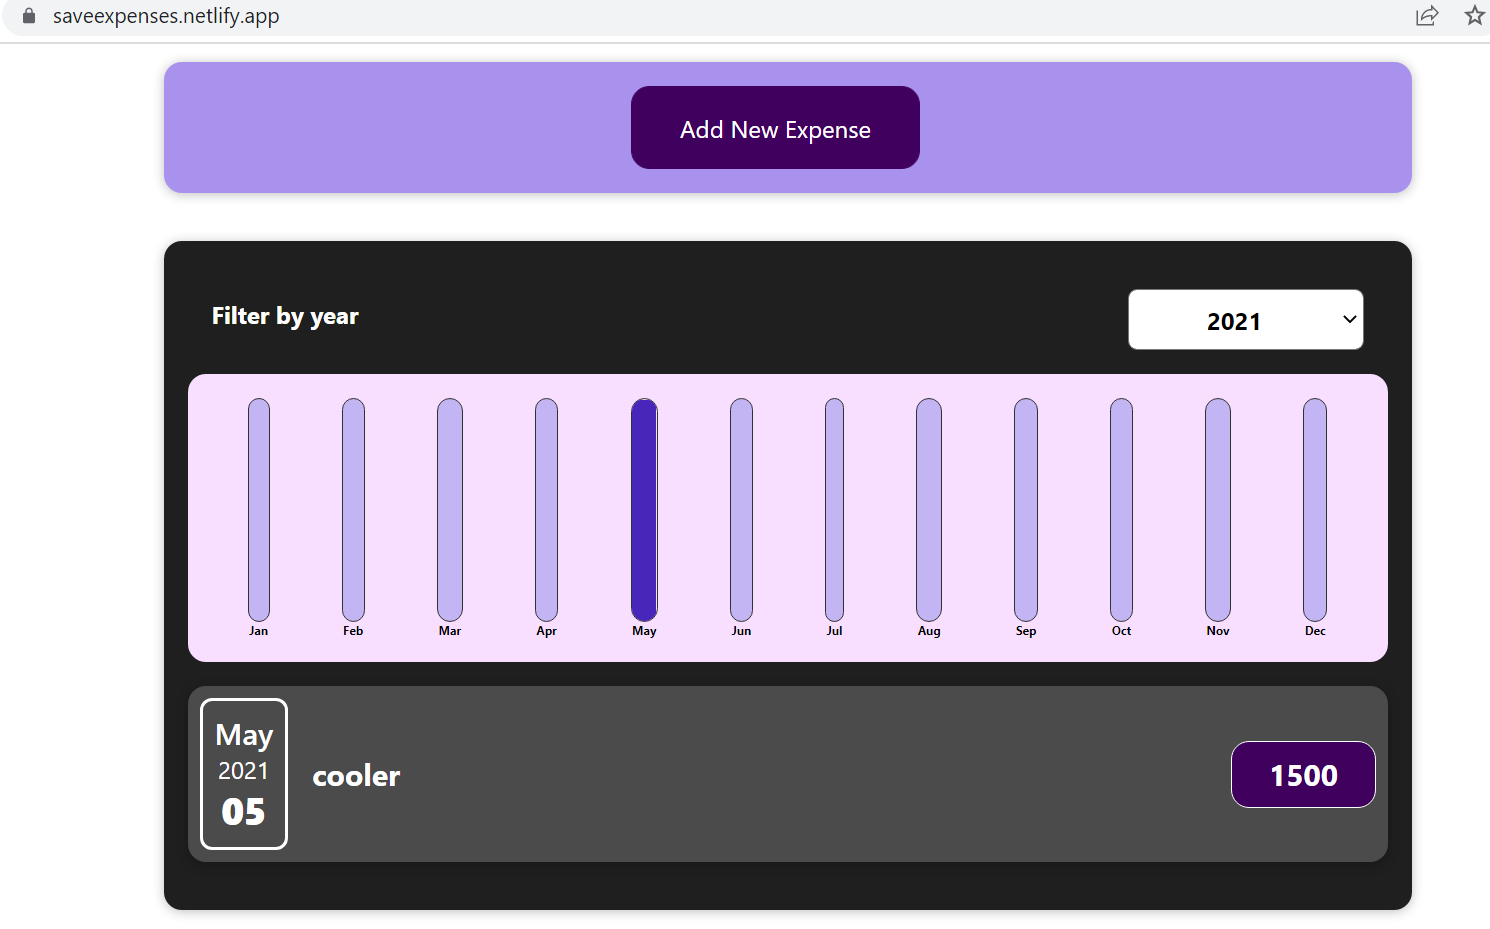 saveexpenses.netlify.app
Add New Expense
Filter by year
2021
Jan Feb Mar Apr May Jun Jul Aug Sep Oct Nov Dec
May
2021
05
cooler
1500